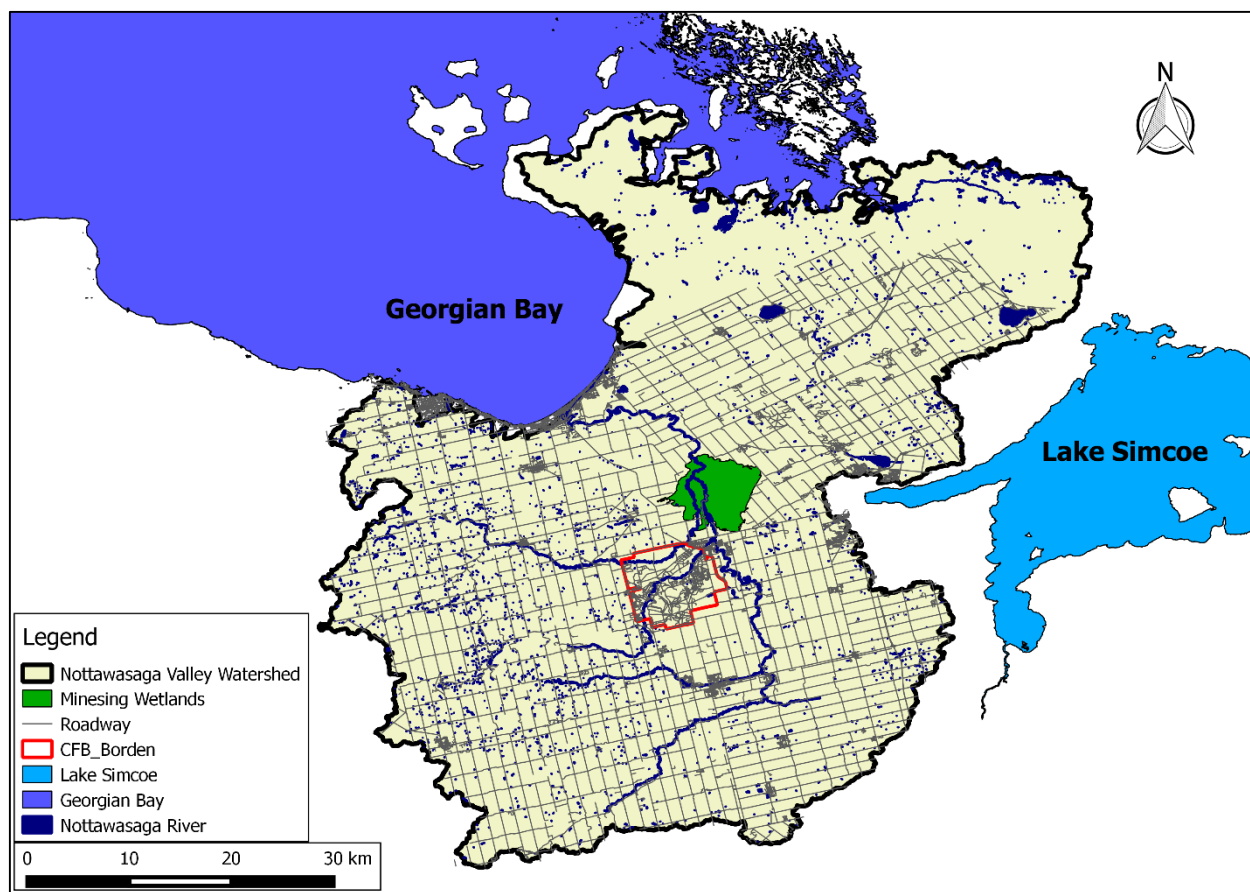 N
Georgian Bay
Lake Simcoe
Legend
Nottawasaga Valley Watershed
Minesing Wetlands
Roadway
CFB_Borden
Lake Simcoe
Georgian Bay
Nottawasaga River
0 10 20 30 km